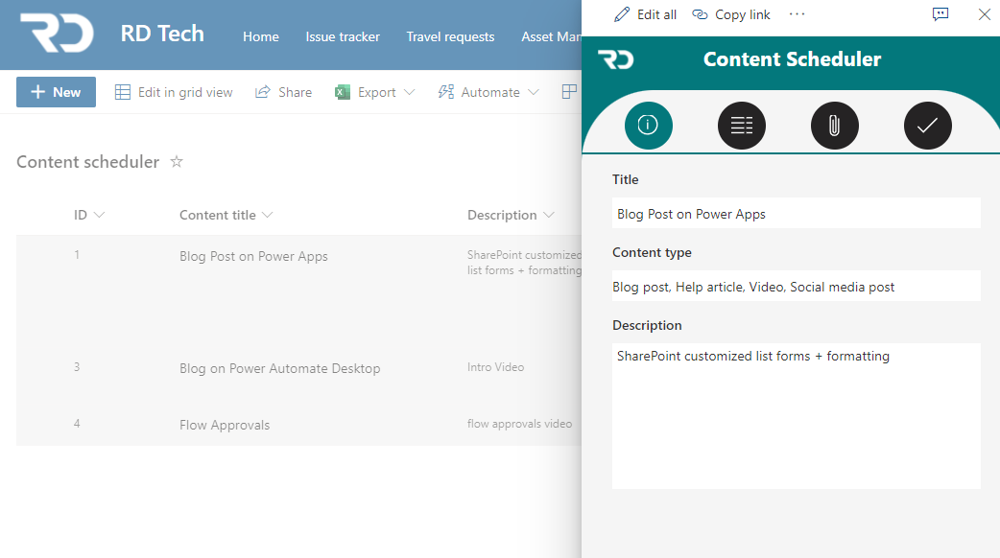 RD RD Tech Home Issue tracker Travel requests Asset Man
New Edit in grid view Share Export Automate
Content scheduler
ID Content title Description
1 Blog Post on Power Apps SharePoint customized
list forms + formatting
3 Blog on Power Automate Desktop Intro Video
4 Flow Approvals flow approvals video
Edit all Copy link ...
RD Content Scheduler
Title
Blog Post on Power Apps
Content type
Blog post, Help article, Video, Social media post
Description
SharePoint customized list forms + formatting